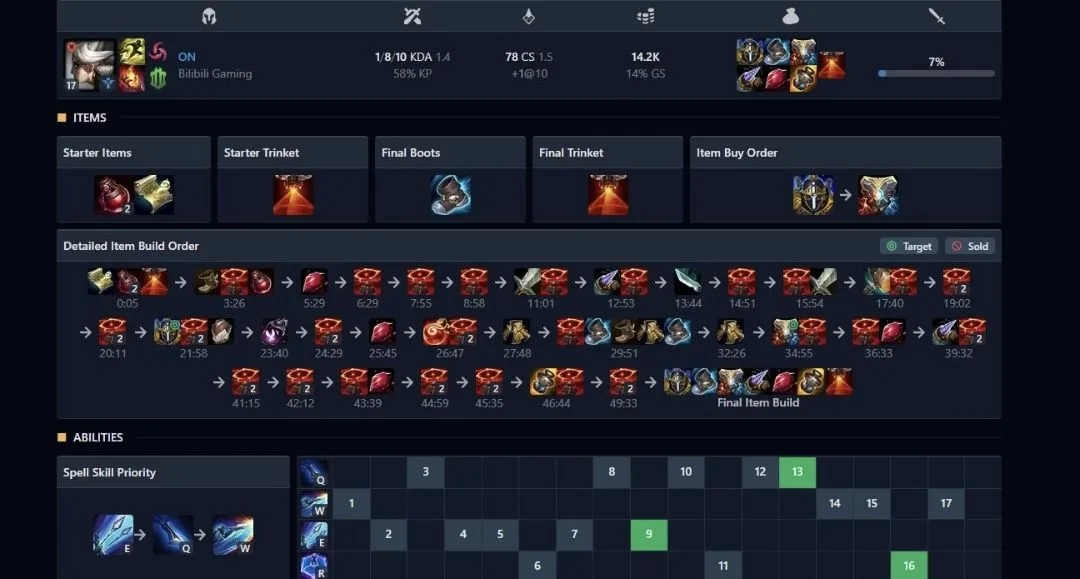 ON 1/8/10 KDA 1.4 78 CS 1.5 14.2K 7%
17 Bilibili Gaming 58% KP +1@10 14% GS
ITEMS
Starter Items Starter Trinket Final Boots Final Trinket Item Buy Order
2
Detailed Item Build Order Target Sold
2 2
0:05 3:26 5:29 6:29 7:55 8:58 11:01 12:53 13:44 14:51 15:54 17:40 19:02
2 2 2 2 2
20:11 21:58 23:40 24:29 25:45 26:47 27:48 29:51 32:26 34:55 36:33 39:32
2 2 2 2 2
41:15 42:12 43:39 44:59 45:35 46:44 49:33 Final Item Build
ABILITIES
Spell Skill Priority
E Q W
Q 3 8 10 12 13
W 1 14 15 17
E 2 4 5 7 9
R 6 11 16